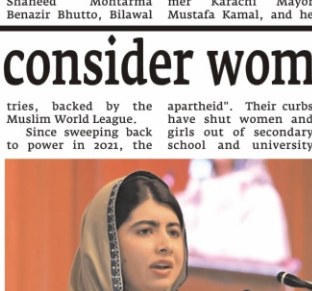 Shaheed Mohtarma
Benazir Bhutto, Bilawal
mer Karachi Mayor
Mustafa Kamal, and he
consider wom
tries, backed by the
Muslim World League.
Since sweeping back
to power in 2021, the
apartheid". Their curbs
have shut women and
girls out of secondary
school and university